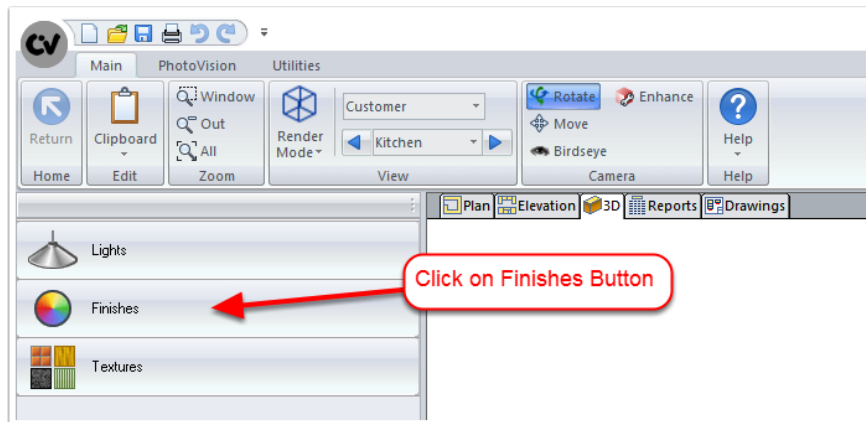 CV
Main PhotoVision Utilities
Return
Clipboard
Window
Out
All
Render
Mode
Customer
Kitchen
Rotate Enhance
Move
Birdseye
Help
Home Edit Zoom View Camera Help
Plan Elevation 3D Reports Drawings
Lights
Click on Finishes Button
Finishes
Textures